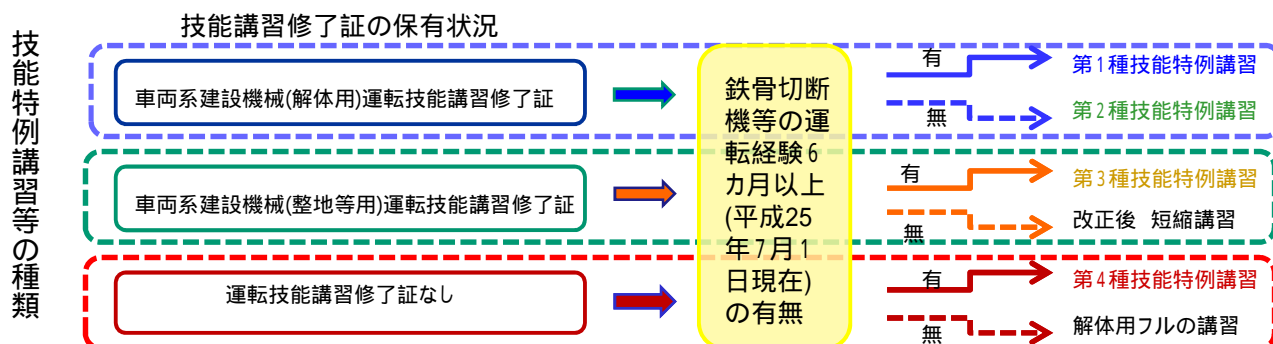 技能講習修了証の保有状況
技能特例講習等の種類
車両系建設機械(解体用)運転技能講習修了証
車両系建設機械(整地等用)運転技能講習修了証
運転技能講習修了証なし
鉄骨切断
機等の運
転経験6
カ月以上
(平成25
年7月1
日現在)
の有無
有
第1種技能特例講習
無
第2種技能特例講習
有
第3種技能特例講習
無
改正後 短縮講習
有
第4種技能特例講習
無
解体用フルの講習